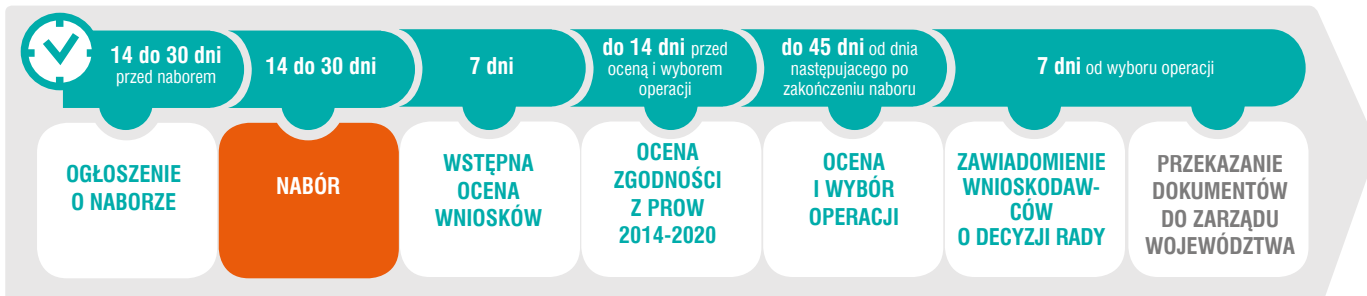 14 do 30 dni
przed naborem
14 do 30 dni
7 dni
do 14 dni przed
oceną i wyborem
operacji
do 45 dni od dnia
następujacego po
zakończeniu naboru
7 dni od wyboru operacji
OGŁOSZENIE
O NABORZE
NABÓR
WSTĘPNA
OCENA
WNIOSKÓW
OCENA
ZGODNOŚCI
Z PROW
2014-2020
OCENA
I WYBÓR
OPERACJI
ZAWIADOMIENIE
WNIOSKODAW-
CÓW
O DECYZJI RADY
PRZEKAZANIE
DOKUMENTÓW
DO ZARZĄDU
WOJEWÓDZTWA